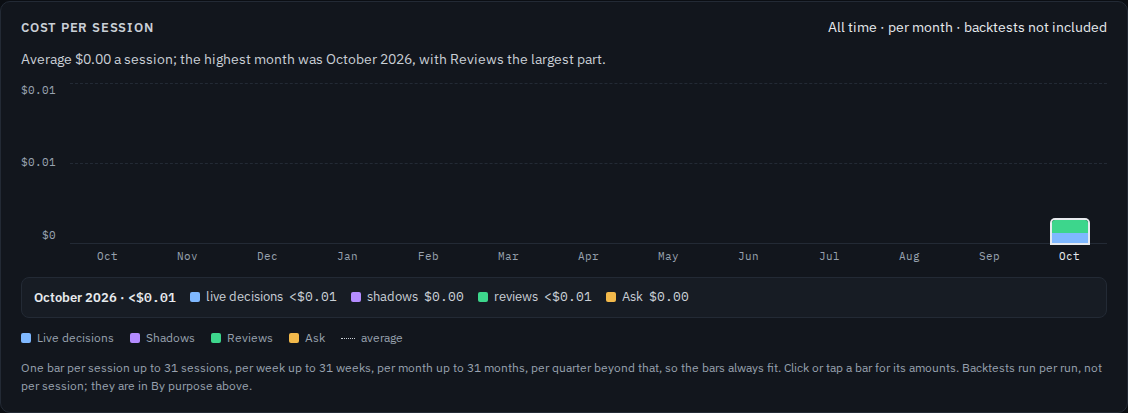 COST PER SESSION
All time · per month · backtests not included
Average $0.00 a session; the highest month was October 2026, with Reviews the largest part.
$0.01
$0.01
$0
Oct Nov Dec Jan Feb Mar Apr May Jun Jul Aug Sep Oct
October 2026 · <$0.01 live decisions <$0.01 shadows $0.00 reviews <$0.01 Ask $0.00
Live decisions Shadows Reviews Ask average
One bar per session up to 31 sessions, per week up to 31 weeks, per month up to 31 months, per quarter beyond that, so the bars always fit. Click or tap a bar for its amounts. Backtests run per run, not
per session; they are in By purpose above.